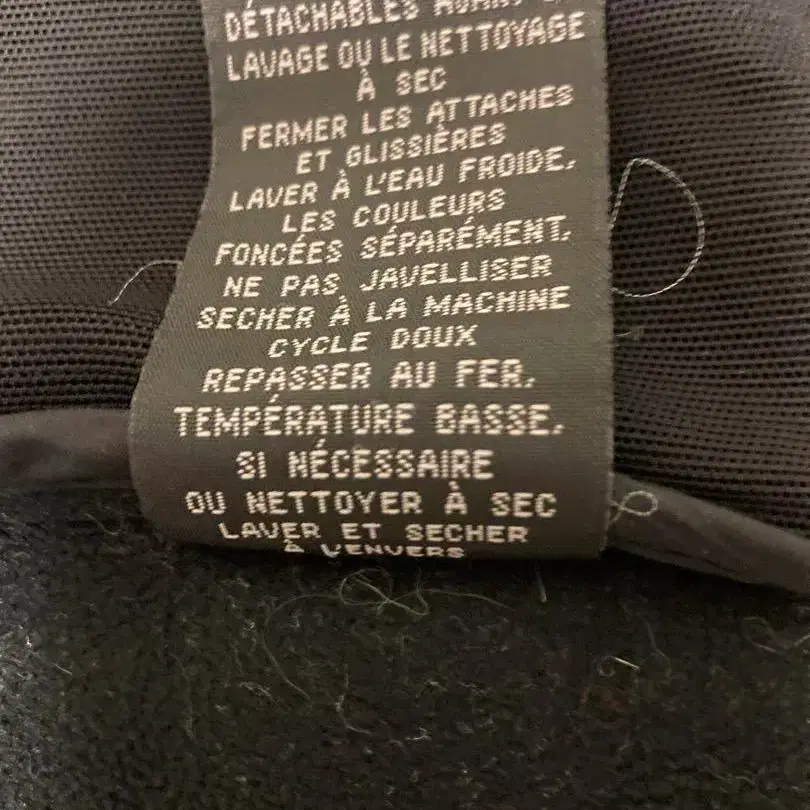 DÉTACHABLES AVANT
LAVAGE OU LE NETTOYAGE
À SEC
FERMER LES ATTACHES
ET GLISSIÈRES
LAVER À L'EAU FROIDE,
LES COULEURS
FONCÉES SÉPARÉMENT,
NE PAS JAVELLISER
SECHER À LA MACHINE
CYCLE DOUX
REPASSER AU FER,
TEMPÉRATURE BASSE,
SI NÉCESSAIRE
OU NETTOYER À SEC
LAVER ET SECHER
À L'ENVERS